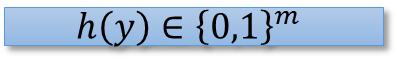 h(y) ∈ {0,1}^m